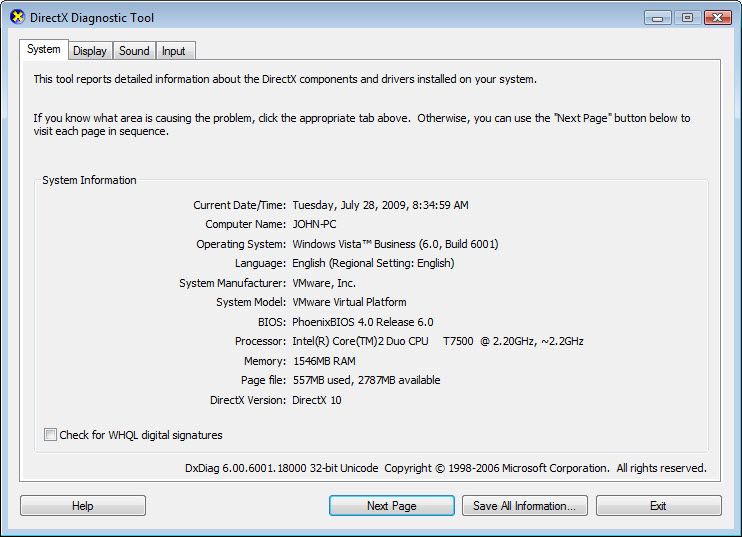 DirectX Diagnostic Tool
System Display Sound Input
This tool reports detailed information about the DirectX components and drivers installed on your system.
If you know what area is causing the problem, click the appropriate tab above.  Otherwise, you can use the "Next Page" button below to
visit each page in sequence.
System Information
Current Date/Time: Tuesday, July 28, 2009, 8:34:59 AM
Computer Name: JOHN-PC
Operating System: Windows Vista™ Business (6.0, Build 6001)
Language: English (Regional Setting: English)
System Manufacturer: VMware, Inc.
System Model: VMware Virtual Platform
BIOS: PhoenixBIOS 4.0 Release 6.0
Processor: Intel(R) Core(TM)2 Duo CPU     T7500  @ 2.20GHz, ~2.2GHz
Memory: 1546MB RAM
Page file: 557MB used, 2787MB available
DirectX Version: DirectX 10
Check for WHQL digital signatures
DxDiag 6.00.6001.18000 32-bit Unicode  Copyright © 1998-2006 Microsoft Corporation.  All rights reserved.
Help Next Page Save All Information... Exit